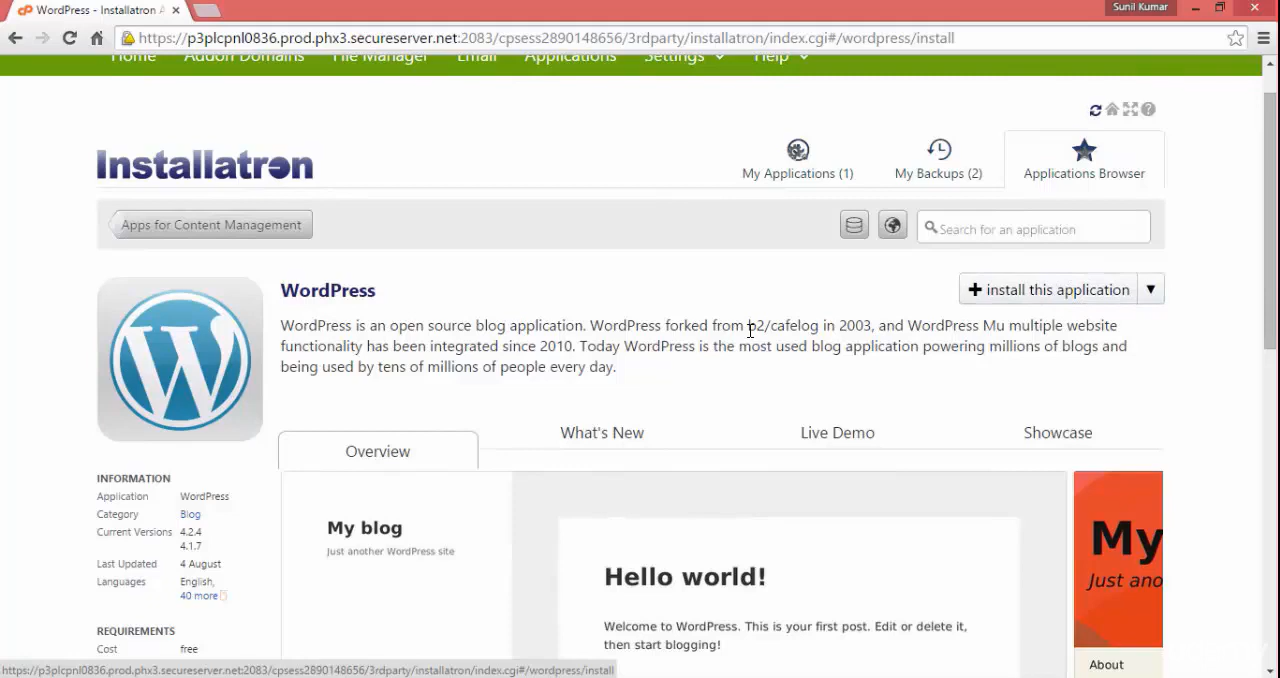 WordPress - Installatron A
Sunil Kumar
https://p3plcpnl0836.prod.phx3.secureserver.net:2083/cpsess2890148656/3rdparty/installatron/index.cgi#/wordpress/install
Home Addon Domains File Manager Email Applications Settings Help
Installatron
My Applications (1) My Backups (2) Applications Browser
Apps for Content Management
Search for an application
WordPress
install this application
WordPress is an open source blog application. WordPress forked from b2/cafelog in 2003, and WordPress Mu multiple website
functionality has been integrated since 2010. Today WordPress is the most used blog application powering millions of blogs and
being used by tens of millions of people every day.
Overview What's New Live Demo Showcase
INFORMATION
Application WordPress
Category Blog
Current Versions 4.2.4
4.1.7
Last Updated 4 August
Languages English,
40 more
REQUIREMENTS
Cost free
My blog
Just another WordPress site
Hello world!
Welcome to WordPress. This is your first post. Edit or delete it,
then start blogging!
My
Just ano
About
https://p3plcpnl0836.prod.phx3.secureserver.net:2083/cpsess2890148656/3rdparty/installatron/index.cgi#/wordpress/install